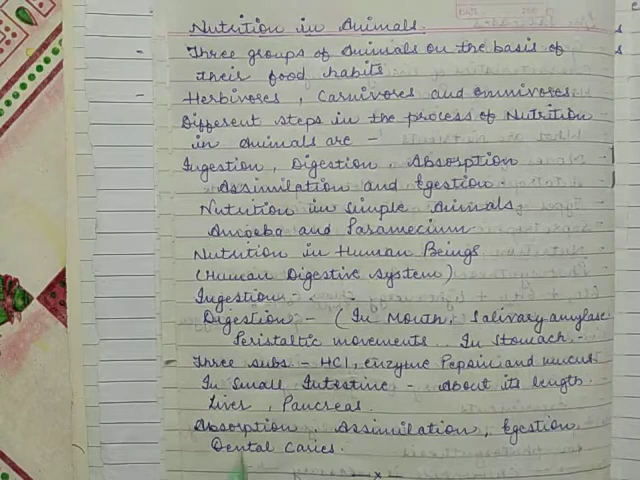 Nutrition in Animals.
- Three groups of Animals on the basis of
their food habits
- Herbivores, Carnivores and omnivores.
Different steps in the process of Nutrition
in Animals are -
Ingestion, Digestion, Absorption
Assimilation and Egestion.
Nutrition in simple Animals
Amoeba and Paramecium
Nutrition in Human Beings
(Human Digestive system)
Ingestion -
Digestion - (In Mouth, Salivary amylase
Peristaltic movements. In Stomach -
Three subs - HCl, enzyme Pepsin and mucus
In Small Intestine - About its length.
Liver, Pancreas.
Absorption, Assimilation, Egestion
Dental Caries.
x